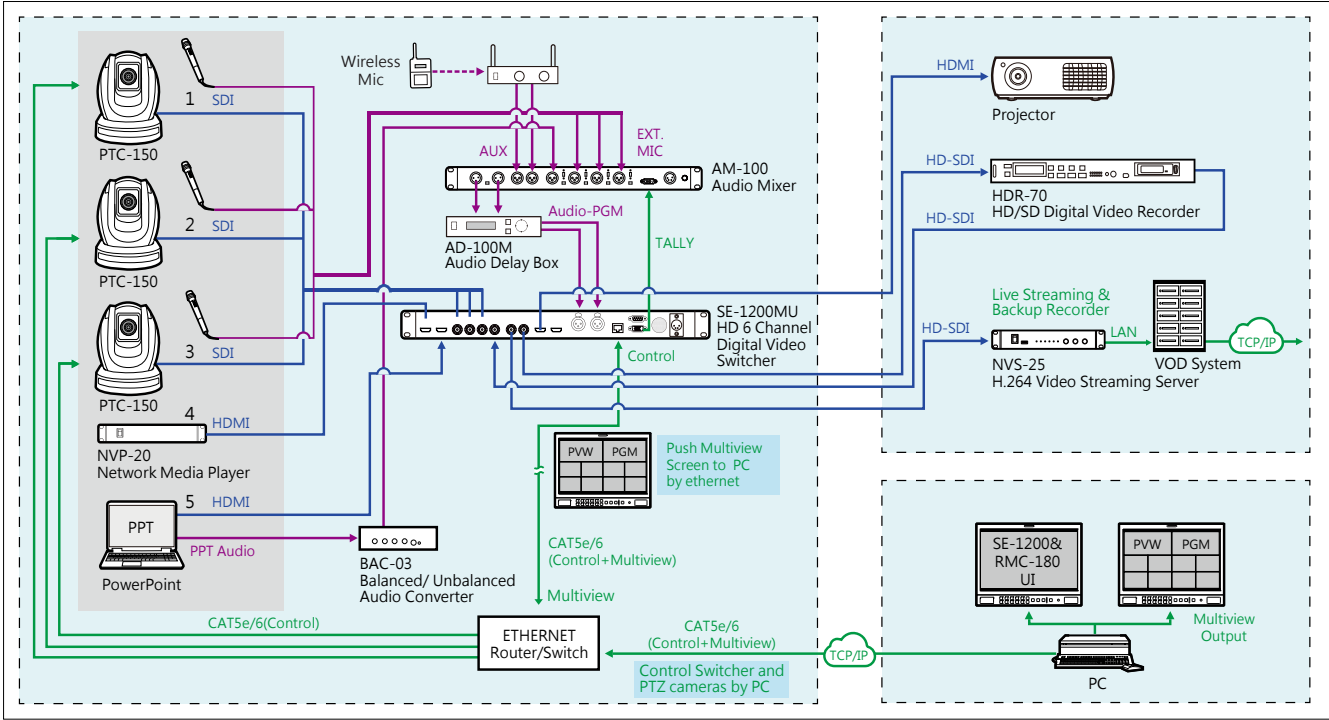 1
SDI
PTC-150
2
SDI
PTC-150
3
SDI
PTC-150
4
HDMI
NVP-20
Network Media Player
5
HDMI
PPT
PPT Audio
PowerPoint
Wireless
Mic
AUX
EXT.
MIC
AM-100
Audio Mixer
Audio-PGM
AD-100M
Audio Delay Box
TALLY
SE-1200MU
HD 6 Channel
Digital Video
Switcher
Control
PVW
PGM
Push Multiview
Screen to PC
by ethernet
BAC-03
Balanced/ Unbalanced
Audio Converter
CAT5e/6
(Control+Multiview)
Multiview
CAT5e/6(Control)
ETHERNET
Router/Switch
CAT5e/6
(Control+Multiview)
Control Switcher and
PTZ cameras by PC
TCP/IP
HDMI
Projector
HD-SDI
HDR-70
HD/SD Digital Video Recorder
HD-SDI
Live Streaming &
Backup Recorder
HD-SDI
LAN
NVS-25
H.264 Video Streaming Server
VOD System
TCP/IP
SE-1200&
RMC-180
UI
PVW
PGM
Multiview
Output
PC